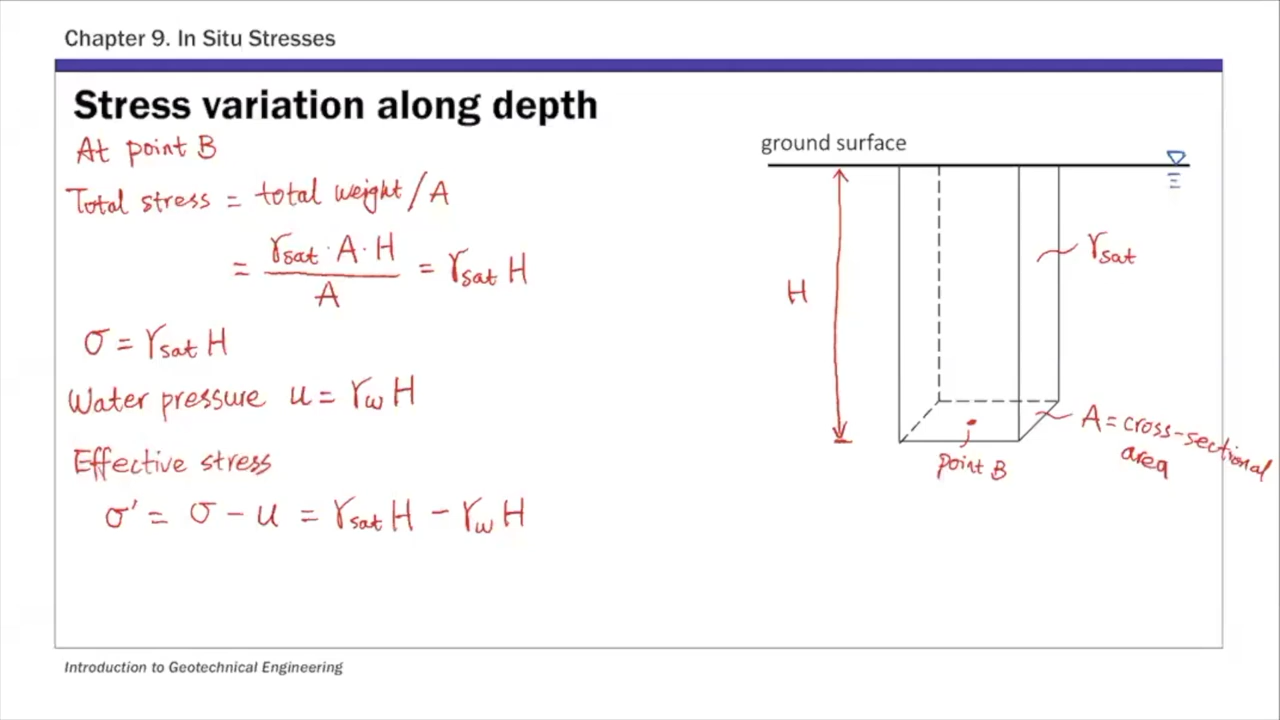 Chapter 9. In Situ Stresses
Stress variation along depth
At point B
Total stress = total weight / A
= γsat · A · H / A = γsat H
σ = γsat H
Water pressure u = γw H
Effective stress
σ' = σ - u = γsat H - γw H
ground surface
γsat
H
A = cross-sectional
area
point B
Introduction to Geotechnical Engineering